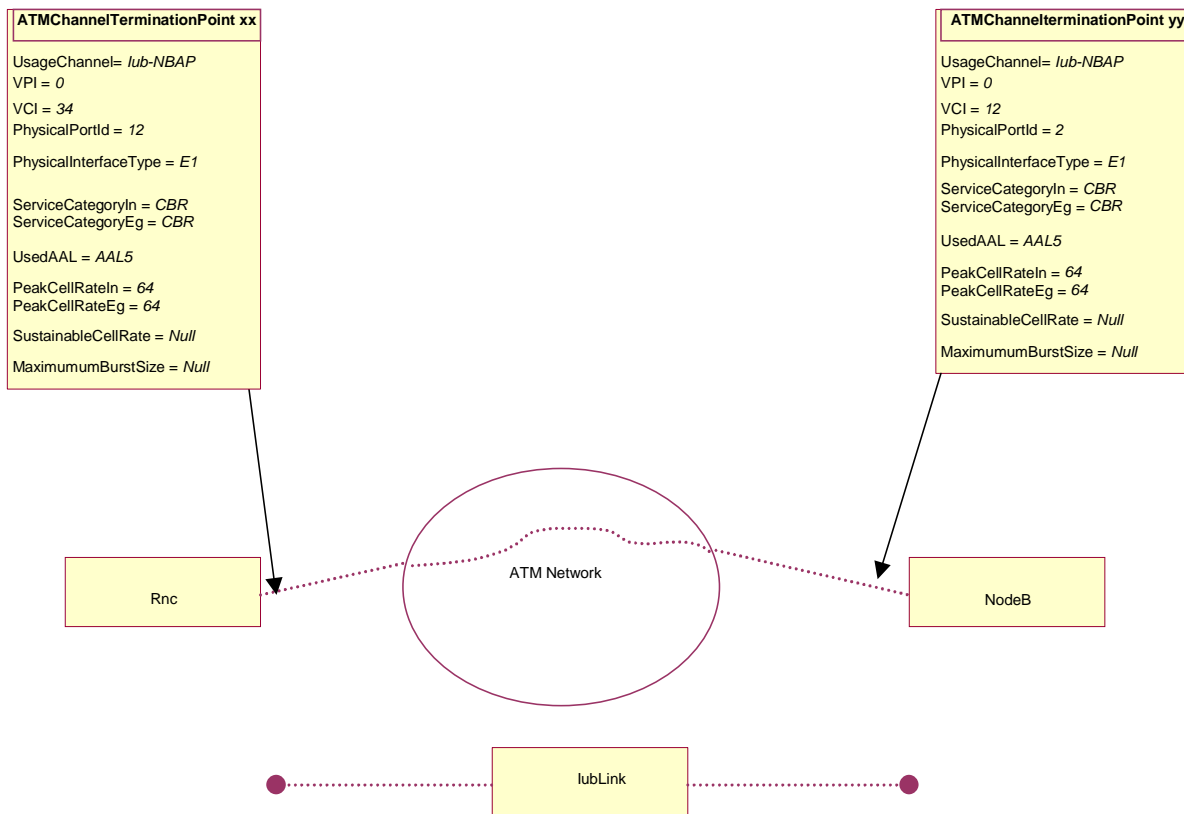 ATMChannelTerminationPoint xx
UsageChannel= Iub-NBAP
VPI = 0
VCI = 34
PhysicalPortId = 12
PhysicalInterfaceType = E1
ServiceCategoryIn = CBR
ServiceCategoryEg = CBR
UsedAAL = AAL5
PeakCellRateIn = 64
PeakCellRateEg = 64
SustainableCellRate = Null
MaximumumBurstSize = Null
ATMChannelterminationPoint yy
UsageChannel= Iub-NBAP
VPI = 0
VCI = 12
PhysicalPortId = 2
PhysicalInterfaceType = E1
ServiceCategoryIn = CBR
ServiceCategoryEg = CBR
UsedAAL = AAL5
PeakCellRateIn = 64
PeakCellRateEg = 64
SustainableCellRate = Null
MaximumumBurstSize = Null
Rnc
ATM Network
NodeB
IubLink